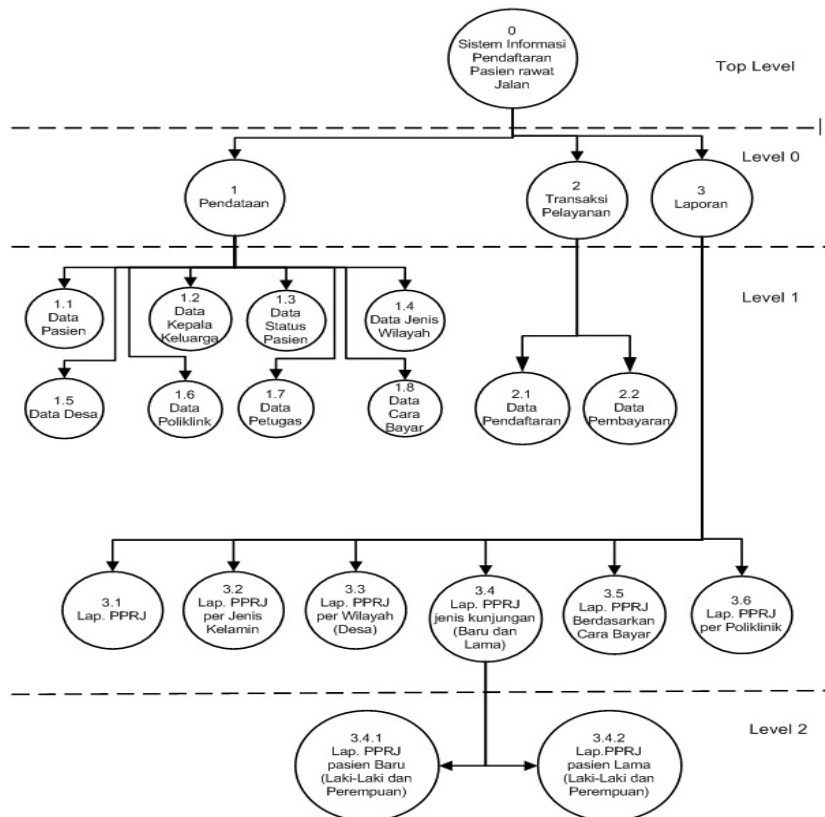 0
Sistem Informasi
Pendaftaran
Pasien rawat
Jalan
Top Level
Level 0
1
Pendataan
2
Transaksi
Pelayanan
3
Laporan
Level 1
1.1
Data
Pasien
1.2
Data
Kepala
Keluarga
1.3
Data
Status
Pasien
1.4
Data Jenis
Wilayah
1.5
Data Desa
1.6
Data
Poliklink
1.7
Data
Petugas
1.8
Data
Cara
Bayar
2.1
Data
Pendaftaran
2.2
Data
Pembayaran
3.1
Lap. PPRJ
3.2
Lap. PPRJ
per Jenis
Kelamin
3.3
Lap. PPRJ
per Wilayah
(Desa)
3.4
Lap. PPRJ
jenis kunjungan
(Baru dan
Lama)
3.5
Lap. PPRJ
Berdasarkan
Cara Bayar
3.6
Lap. PPRJ
per Poliklinik
Level 2
3.4.1
Lap. PPRJ
pasien Baru
(Laki-Laki dan
Perempuan)
3.4.2
Lap.PPRJ
pasien Lama
(Laki-Laki dan
Perempuan)